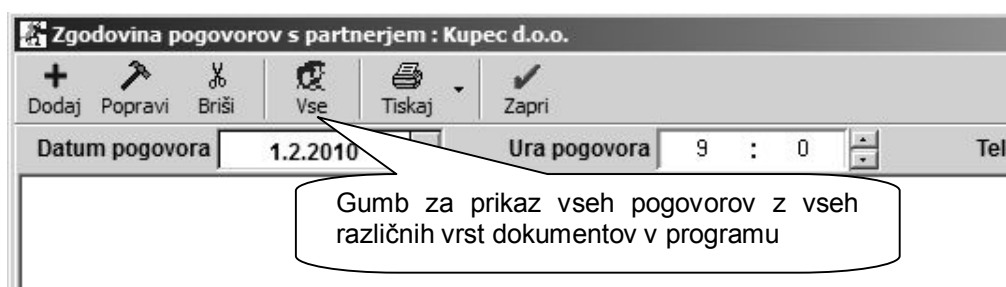 Zgodovina pogovorov s partnerjem : Kupec d.o.o.
Dodaj Popravi Briši Vse Tiskaj Zapri
Datum pogovora 1.2.2010 Ura pogovora 9 : 0 Tel
Gumb za prikaz vseh pogovorov z vseh
različnih vrst dokumentov v programu